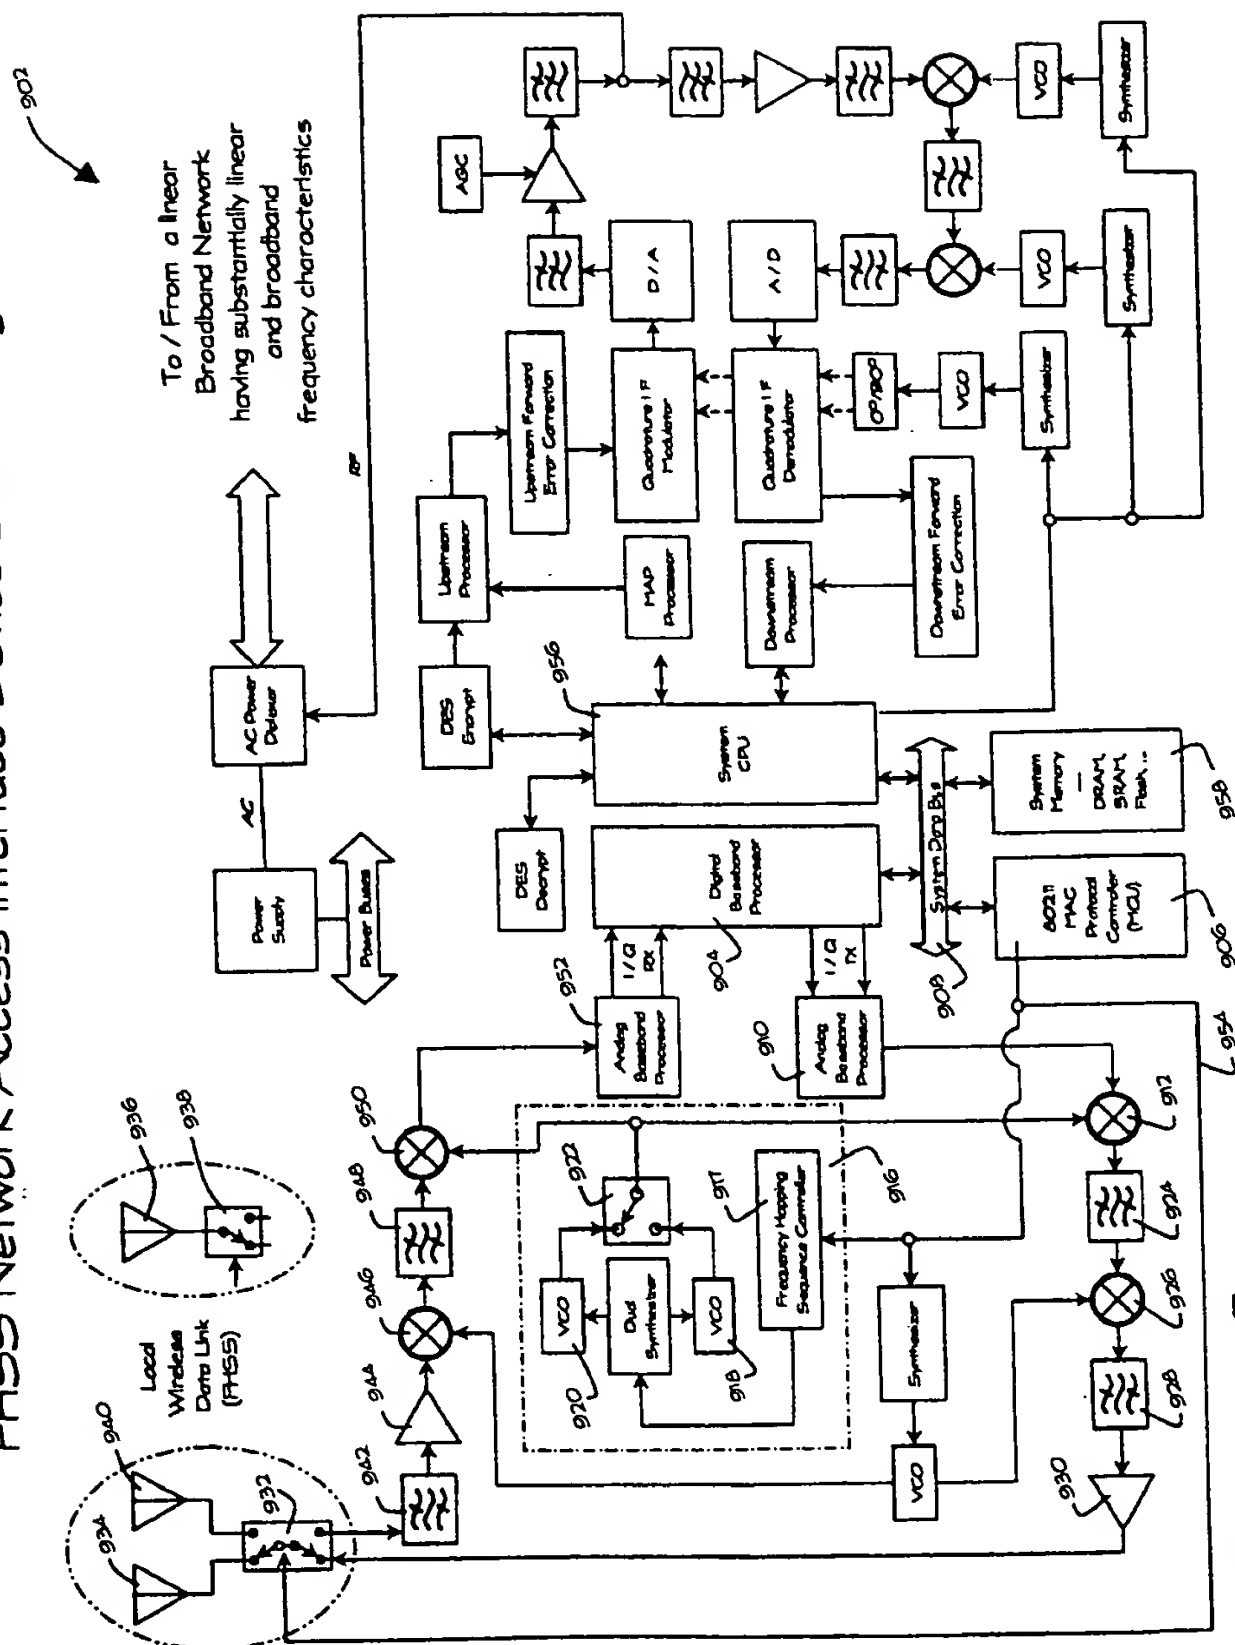 902
To / From a linear
Broadband Network
having substantially linear
and broadband
frequency characteristics
RF
AC Power
AC
Power
Supply
Power Buses
936
938
Local
Wireless
Data Link
(FHSS)
940
934
932
942
944
946
948
950
952
Analog
Baseband
Processor
I/Q
RX
904
Digital
Baseband
Processor
I/Q
TX
910
Analog
Baseband
Processor
DES
Decrypt
DES
Encrypt
956
System
CPU
Upstream
Processor
MAP
Processor
Downstream
Processor
Upstream Forward
Error Correction
Downstream Forward
Error Correction
Quadrature IF
Modulator
Quadrature IF
Demodulator
D/A
A/D
AGC
0°/90°
VCO
Synthesizer
VCO
Synthesizer
VCO
Synthesizer
908
System Data Bus
System
Memory
—
DRAM,
SRAM,
Flash ...
958
802.11
MAC
Protocol
Controller
(MCU)
906
954
922
VCO
920
Dual
Synthesizer
VCO
918
917
Frequency Hopping
Sequence Controller
916
Synthesizer
VCO
912
924
926
928
930